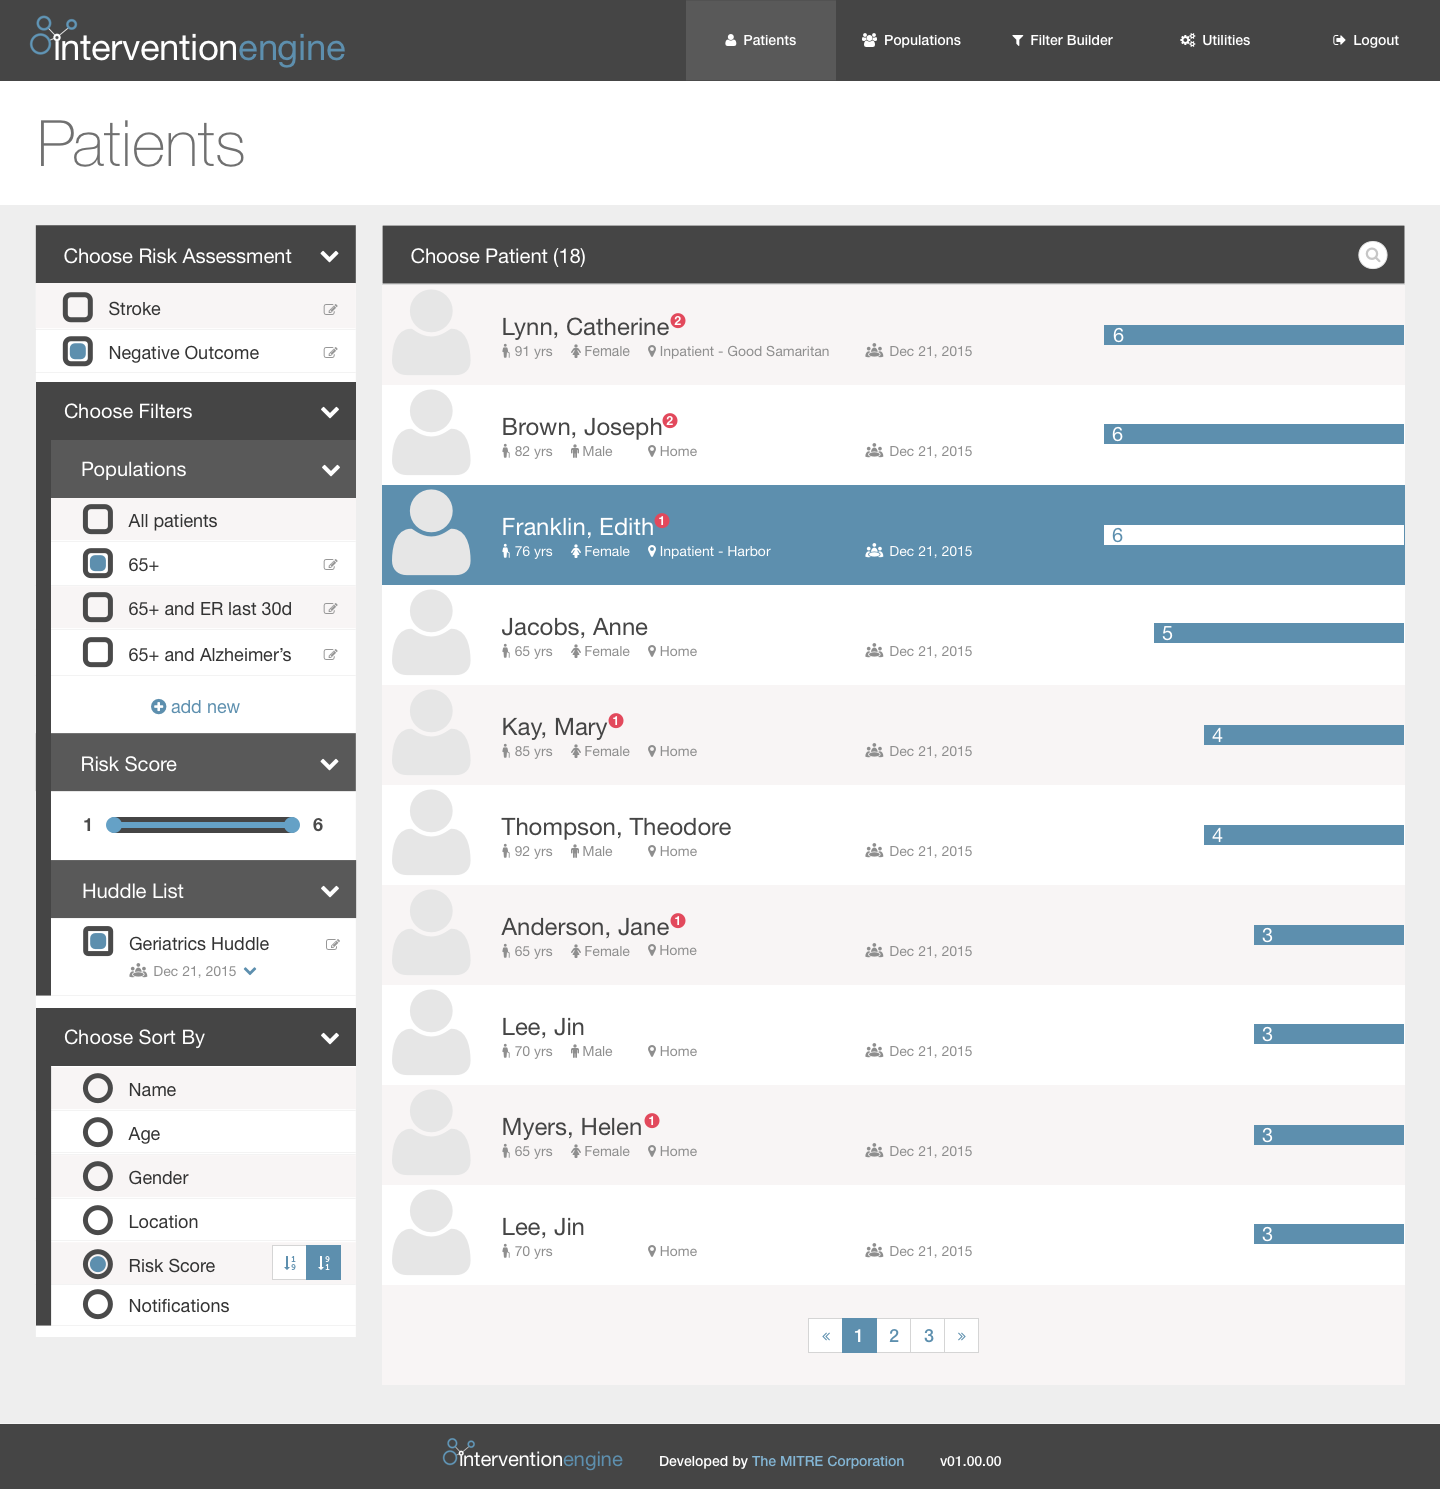 interventionengine
Patients
Populations
Filter Builder
Utilities
Logout
Patients
Choose Risk Assessment
Stroke
Negative Outcome
Choose Filters
Populations
All patients
65+
65+ and ER last 30d
65+ and Alzheimer’s
add new
Risk Score
1 6
Huddle List
Geriatrics Huddle
Dec 21, 2015
Choose Sort By
Name
Age
Gender
Location
Risk Score 1 9 9 1
Notifications
Choose Patient (18)
Lynn, Catherine 2
91 yrs Female Inpatient - Good Samaritan Dec 21, 2015 6
Brown, Joseph 2
82 yrs Male Home Dec 21, 2015 6
Franklin, Edith 1
76 yrs Female Inpatient - Harbor Dec 21, 2015 6
Jacobs, Anne
65 yrs Female Home Dec 21, 2015 5
Kay, Mary 1
85 yrs Female Home Dec 21, 2015 4
Thompson, Theodore
92 yrs Male Home Dec 21, 2015 4
Anderson, Jane 1
65 yrs Female Home Dec 21, 2015 3
Lee, Jin
70 yrs Male Home Dec 21, 2015 3
Myers, Helen 1
65 yrs Female Home Dec 21, 2015 3
Lee, Jin
70 yrs Home Dec 21, 2015 3
« 1 2 3 »
interventionengine Developed by The MITRE Corporation v01.00.00